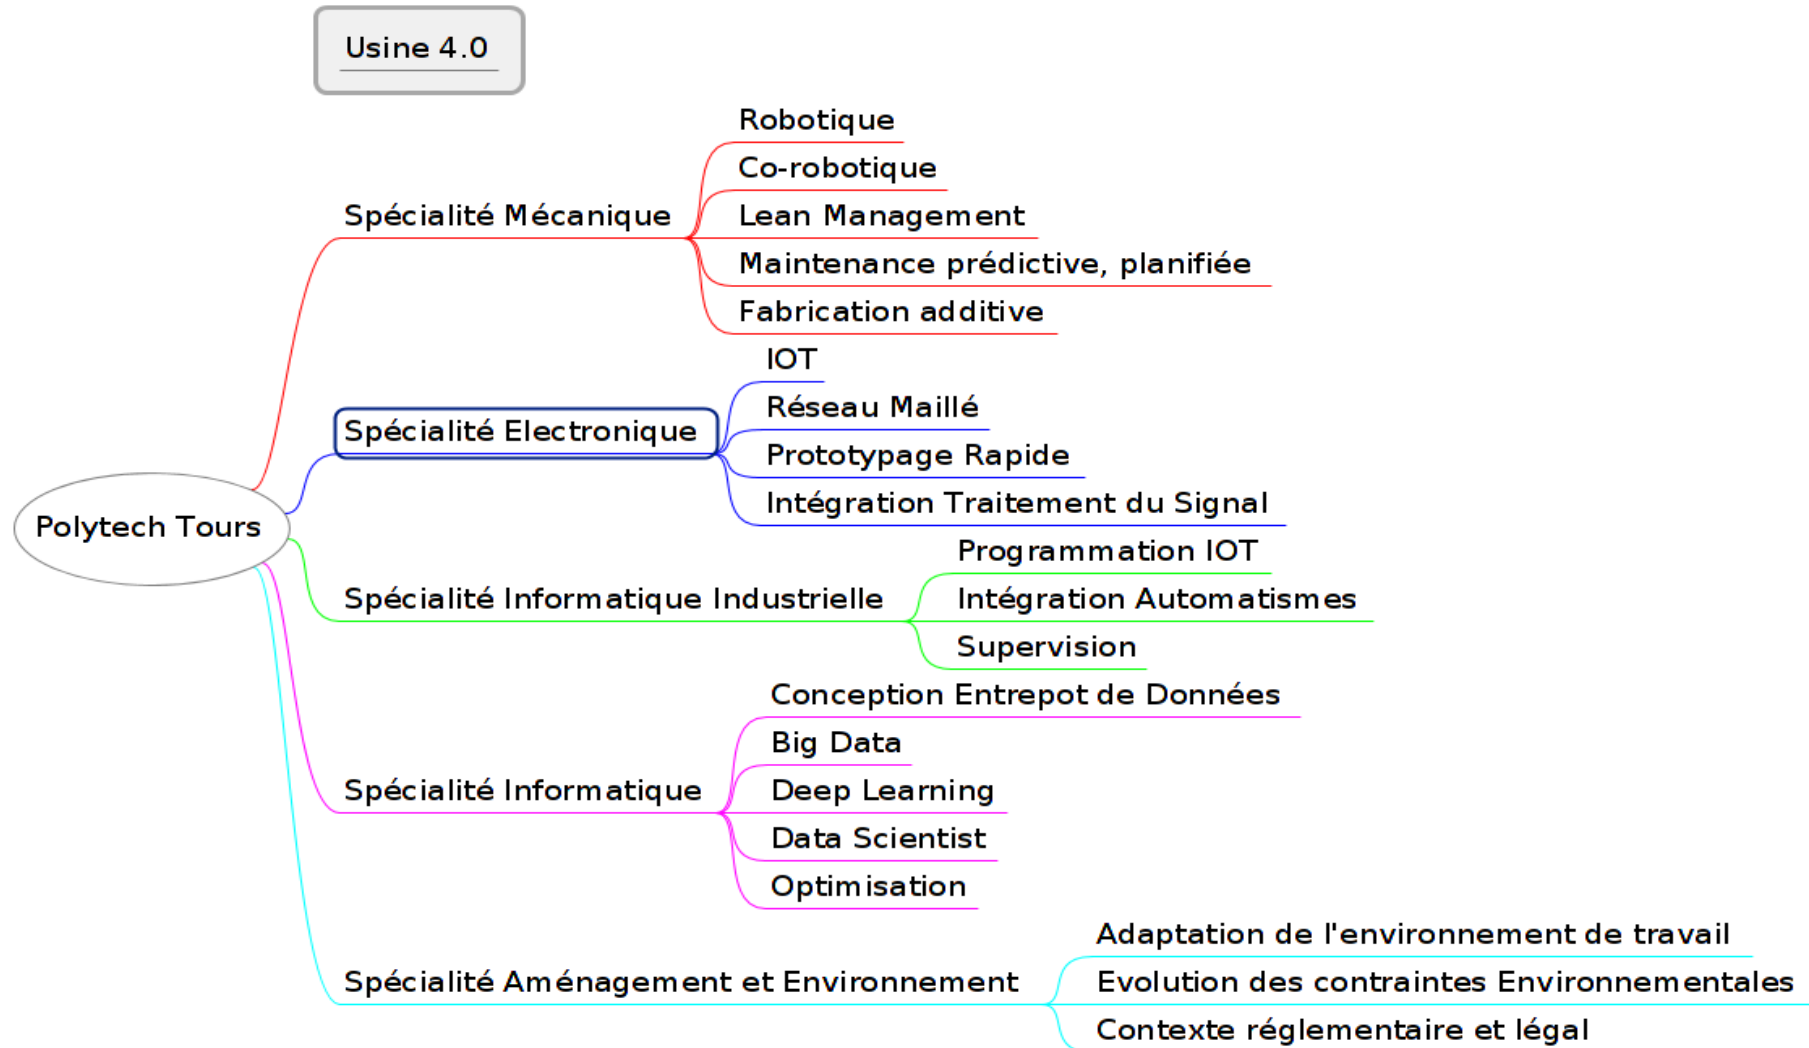 Usine 4.0
Polytech Tours
Spécialité Mécanique
Robotique
Co-robotique
Lean Management
Maintenance prédictive, planifiée
Fabrication additive
Spécialité Electronique
IOT
Réseau Maillé
Prototypage Rapide
Intégration Traitement du Signal
Spécialité Informatique Industrielle
Programmation IOT
Intégration Automatismes
Supervision
Spécialité Informatique
Conception Entrepot de Données
Big Data
Deep Learning
Data Scientist
Optimisation
Spécialité Aménagement et Environnement
Adaptation de l'environnement de travail
Evolution des contraintes Environnementales
Contexte réglementaire et légal